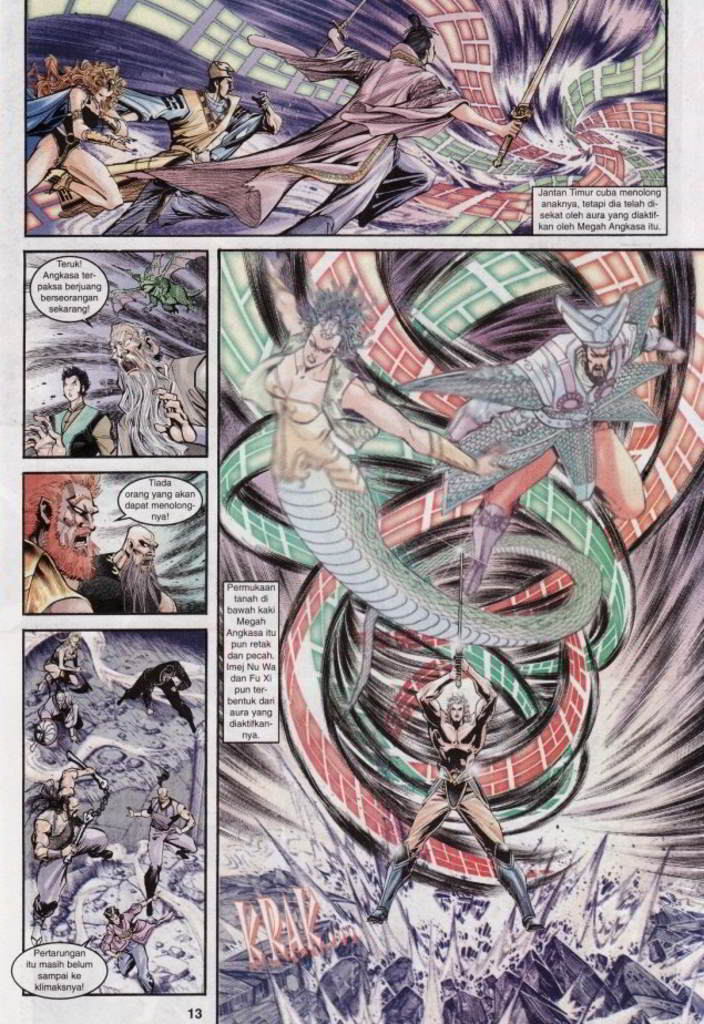 Jantan Timur cuba menolong
anaknya, tetapi dia telah di-
sekat oleh aura yang diaktif-
kan oleh Megah Angkasa itu.
Teruk!
Angkasa ter-
paksa berjuang
berseorangan
sekarang!
Tiada
orang yang akan
dapat menolong-
nya!
Permukaan
tanah di
bawah kaki
Megah
Angkasa itu
pun retak
dan pecah.
Imej Nu Wa
dan Fu Xi
pun ter-
bentuk dari
aura yang
diaktifkan-
nya.
KRAK
Pertarungan
itu masih belum
sampai ke
klimaksnya!
13